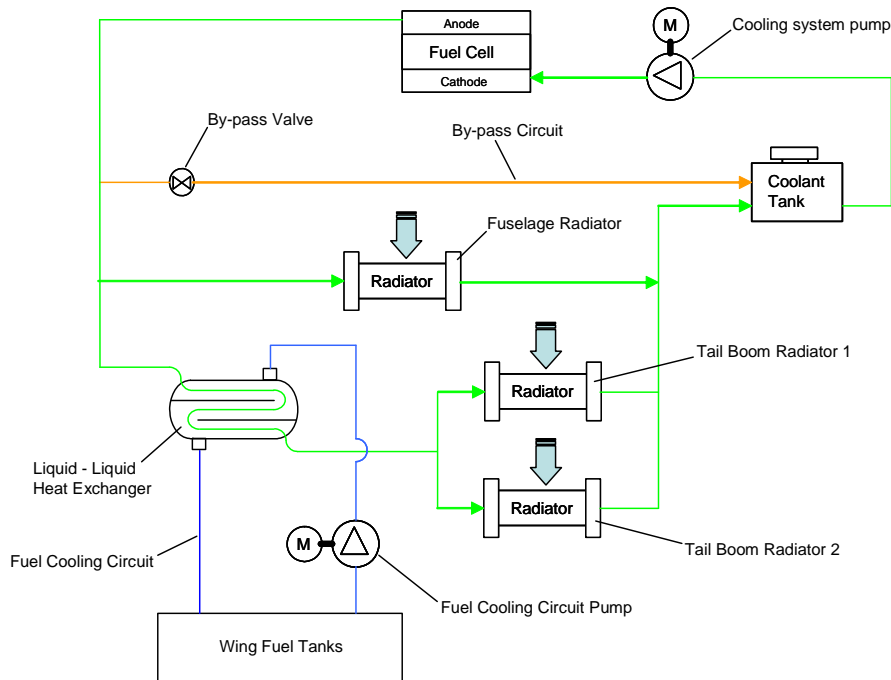 Anode
Fuel Cell
Cathode
M
Cooling system pump
By-pass Valve
By-pass Circuit
Coolant
Tank
Fuselage Radiator
Radiator
Tail Boom Radiator 1
Radiator
Liquid - Liquid
Heat Exchanger
Radiator
Tail Boom Radiator 2
M
Fuel Cooling Circuit
Fuel Cooling Circuit Pump
Wing Fuel Tanks